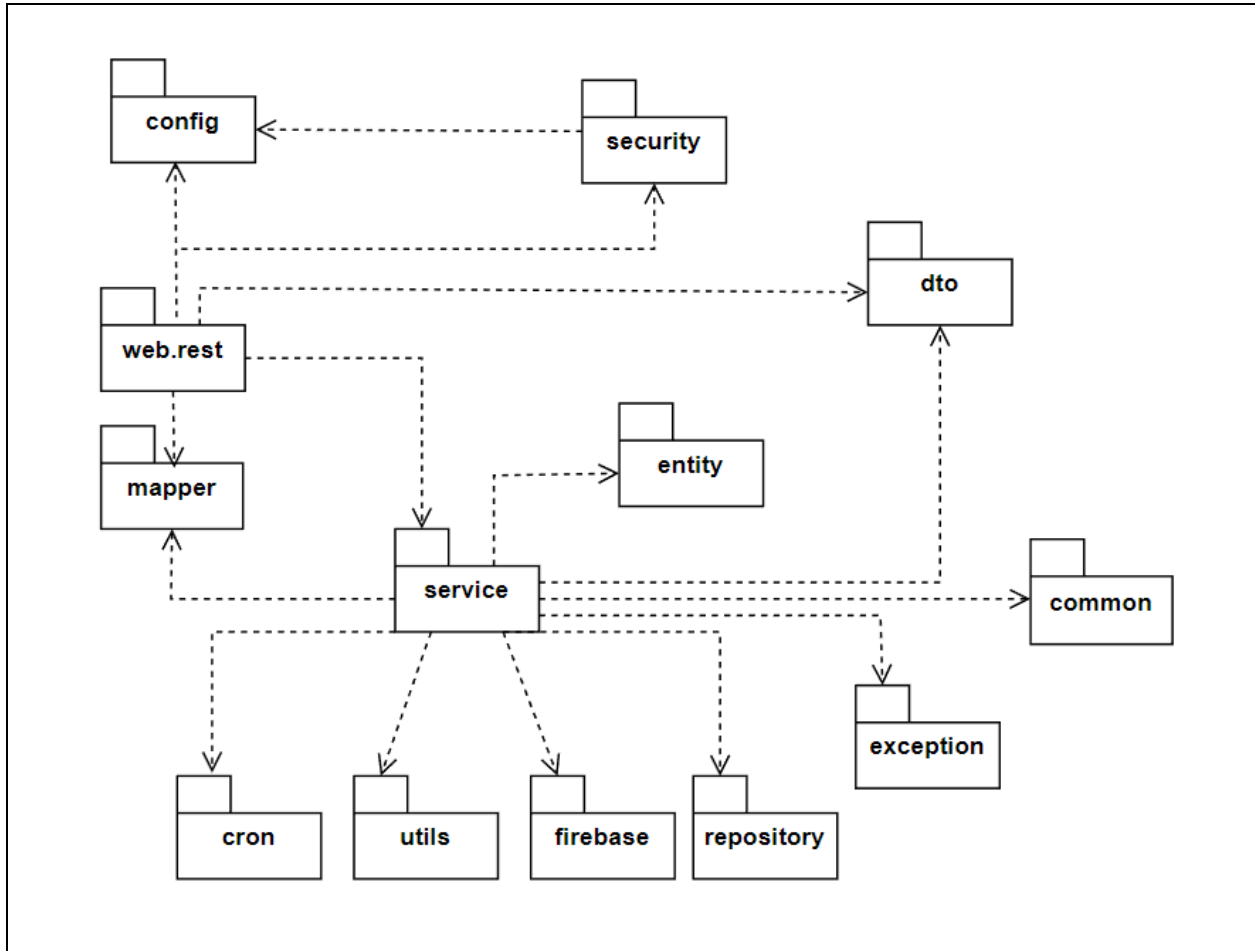 config
security
dto
web.rest
entity
mapper
service
common
exception
cron
utils
firebase
repository